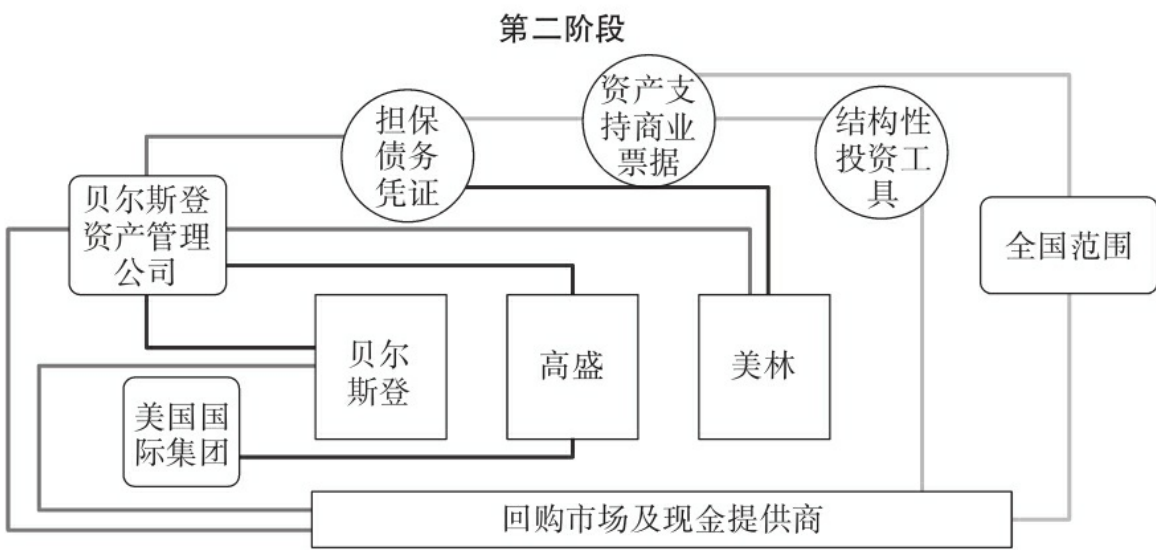 第二阶段
担保
债务
凭证
资产支
持商业
票据
结构性
投资工
具
贝尔斯登
资产管理
公司
全国范围
贝尔
斯登
高盛
美林
美国国
际集团
回购市场及现金提供商